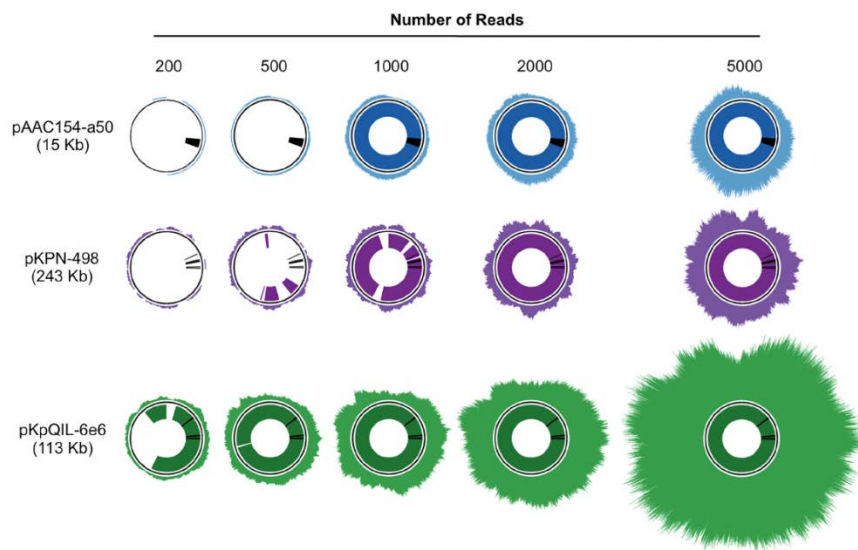 Number of Reads
200 500 1000 2000 5000
pAAC154-a50
(15 Kb)
pKPN-498
(243 Kb)
pKpQIL-6e6
(113 Kb)